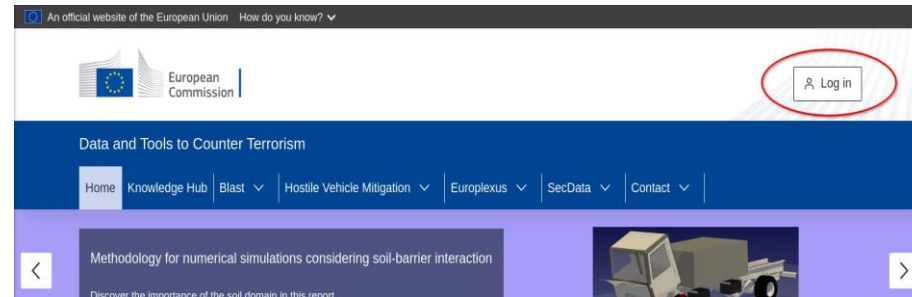 An official website of the European Union How do you know?
European
Commission
Log in
Data and Tools to Counter Terrorism
Home Knowledge Hub Blast Hostile Vehicle Mitigation Europlexus SecData Contact
Methodology for numerical simulations considering soil-barrier interaction
Discover the importance of the soil domain in this report